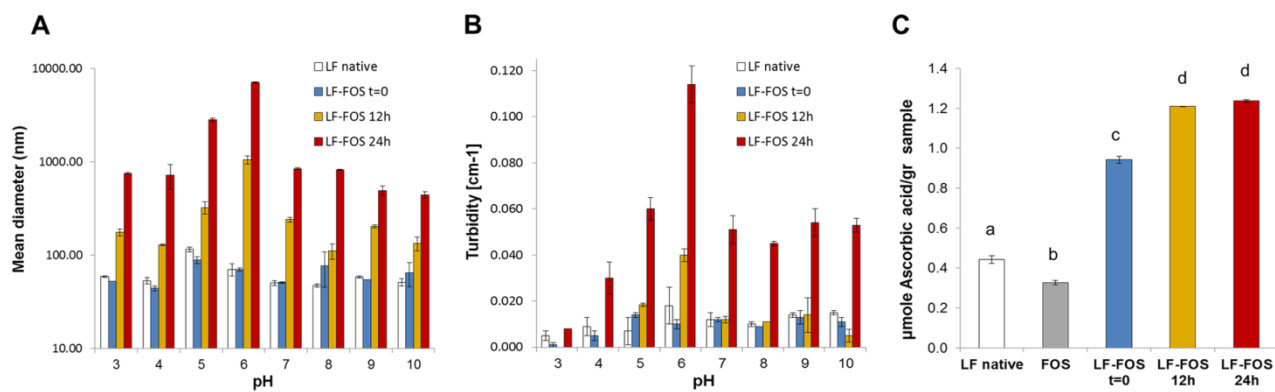 A
Mean diameter (nm)
10000.00
1000.00
100.00
10.00
LF native
LF-FOS t=0
LF-FOS 12h
LF-FOS 24h
3 4 5 6 7 8 9 10
pH
B
Turbidity [cm-1]
0.120
0.100
0.080
0.060
0.040
0.020
0.000
LF native
LF-FOS t=0
LF-FOS 12h
LF-FOS 24h
3 4 5 6 7 8 9 10
pH
C
µmole Ascorbic acid/gr sample
1.4
1.2
1.0
0.8
0.6
0.4
0.2
0.0
a b c d d
LF native FOS LF-FOS LF-FOS LF-FOS
t=0 12h 24h